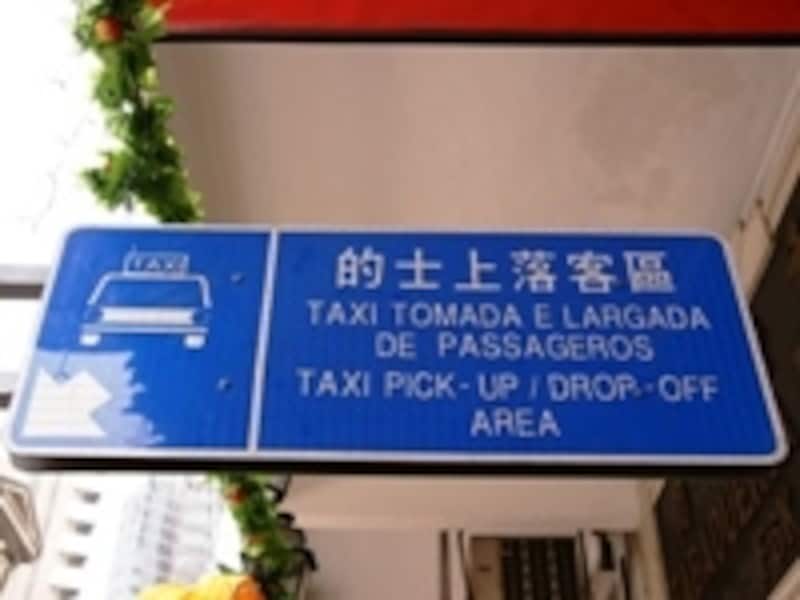 TAXI
的士上落客區
TAXI TOMADA E LARGADA
DE PASSAGEROS
TAXI PICK-UP / DROP-OFF
AREA